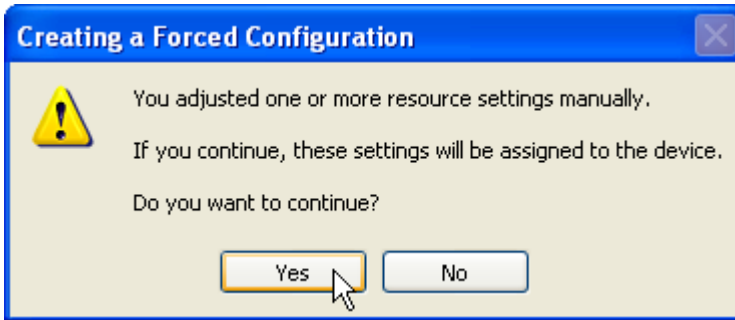 Creating a Forced Configuration
You adjusted one or more resource settings manually.
If you continue, these settings will be assigned to the device.
Do you want to continue?
Yes
No